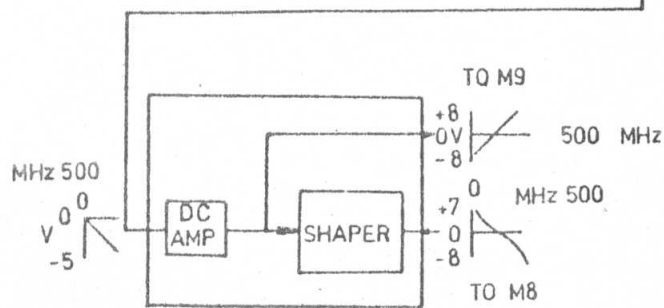 TO M9
+8
0V
-8
500 MHz
MHz 500
0
V 0
-5
DC
AMP
SHAPER
0
MHz 500
+7
0
-8
TO M8